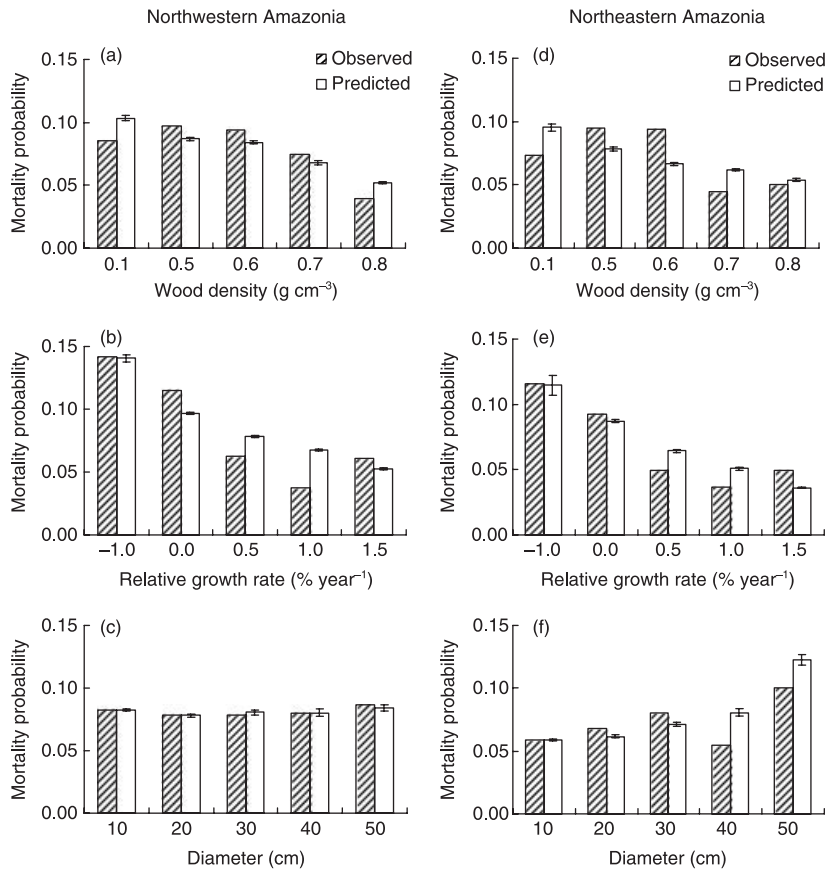 Northwestern Amazonia
Northeastern Amazonia
(a)
Observed
Predicted
Mortality probability
0.15
0.10
0.05
0.00
0.1 0.5 0.6 0.7 0.8
Wood density (g cm⁻³)
(d)
Observed
Predicted
Mortality probability
0.15
0.10
0.05
0.00
0.1 0.5 0.6 0.7 0.8
Wood density (g cm⁻³)
(b)
Mortality probability
0.15
0.10
0.05
0.00
−1.0 0.0 0.5 1.0 1.5
Relative growth rate (% year⁻¹)
(e)
Mortality probability
0.15
0.10
0.05
0.00
−1.0 0.0 0.5 1.0 1.5
Relative growth rate (% year⁻¹)
(c)
Mortality probability
0.15
0.10
0.05
0.00
10 20 30 40 50
Diameter (cm)
(f)
Mortality probability
0.15
0.10
0.05
0.00
10 20 30 40 50
Diameter (cm)